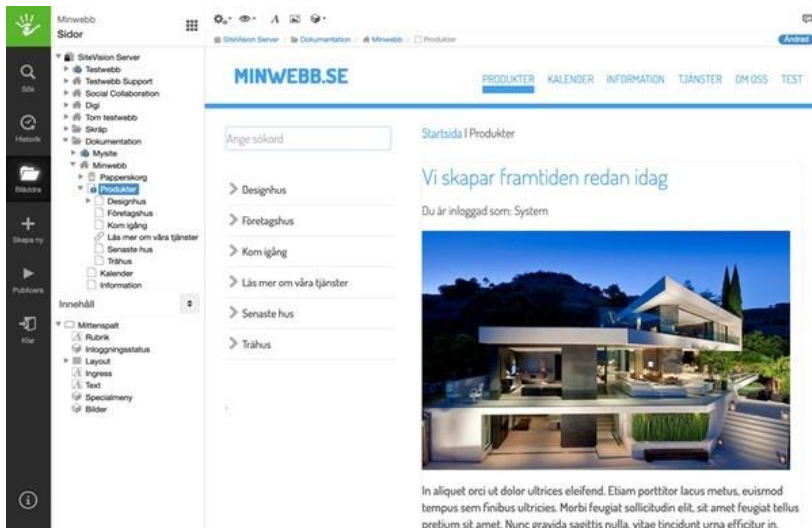 Minwebb
Sidor
SiteVision Server / Dokumentation / Minwebb / Produkter
Ändrad
Sök
Historik
Bläddra
Skapa ny
Publicera
Klar
SiteVision Server
Testwebb
Testwebb Support
Social Collaboration
Digi
Tom testwebb
Skräp
Dokumentation
Mysite
Minwebb
Papperskorg
Produkter
Designhus
Företagshus
Kom igång
Läs mer om våra tjänster
Senaste hus
Trähus
Kalender
Information
Innehåll
Mittenspalt
Rubrik
Inloggningsstatus
Layout
Ingress
Text
Specialmeny
Bilder
MINWEBB.SE
PRODUKTER KALENDER INFORMATION TJÄNSTER OM OSS TEST
Ange sökord
Designhus
Företagshus
Kom igång
Läs mer om våra tjänster
Senaste hus
Trähus
Startsida | Produkter
Vi skapar framtiden redan idag
Du är inloggad som: System
In aliquet orci ut dolor ultrices eleifend. Etiam porttitor lacus metus, euismod
tempus sem finibus ultricies. Morbi feugiat sollicitudin elit, sit amet feugiat tellus
pretium sit amet. Nunc gravida sagittis nulla, vitae tincidunt urna efficitur in.